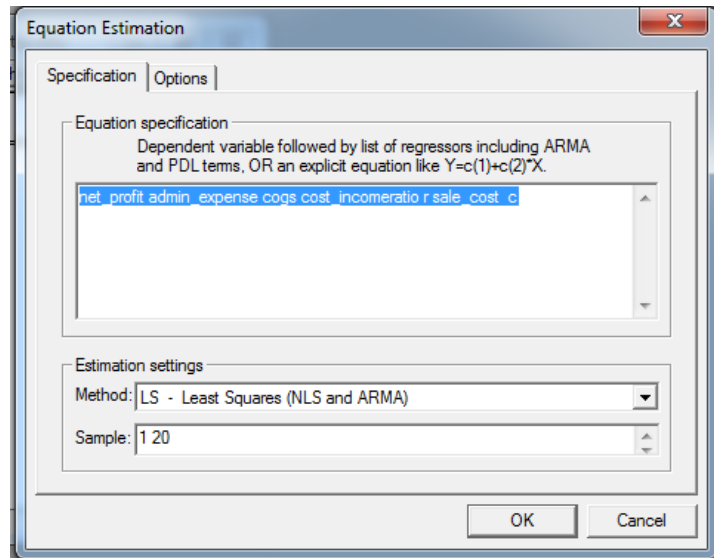 Equation Estimation
Specification
Options
Equation specification
Dependent variable followed by list of regressors including ARMA
and PDL terms, OR an explicit equation like Y=c(1)+c(2)*X.
net_profit admin_expense cogs cost_incomeratio r sale_cost c
Estimation settings
Method: LS - Least Squares (NLS and ARMA)
Sample: 1 20
OK
Cancel